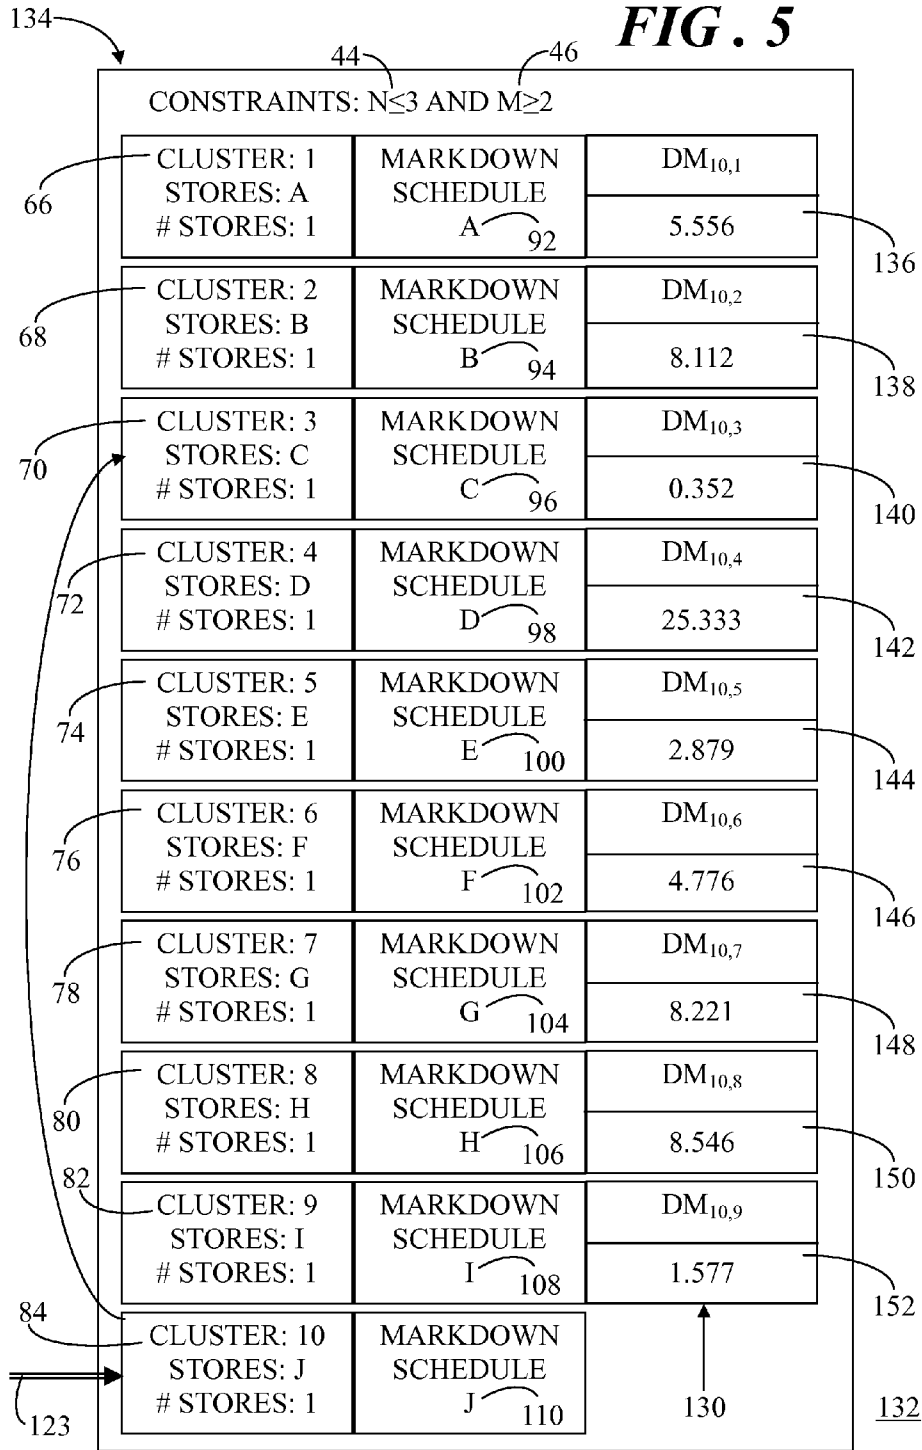 134
FIG . 5
44
46
CONSTRAINTS: N≤3 AND M≥2
66
CLUSTER: 1
STORES: A
# STORES: 1
MARKDOWN
SCHEDULE
A
92
DM10,1
5.556
136
68
CLUSTER: 2
STORES: B
# STORES: 1
MARKDOWN
SCHEDULE
B
94
DM10,2
8.112
138
70
CLUSTER: 3
STORES: C
# STORES: 1
MARKDOWN
SCHEDULE
C
96
DM10,3
0.352
140
72
CLUSTER: 4
STORES: D
# STORES: 1
MARKDOWN
SCHEDULE
D
98
DM10,4
25.333
142
74
CLUSTER: 5
STORES: E
# STORES: 1
MARKDOWN
SCHEDULE
E
100
DM10,5
2.879
144
76
CLUSTER: 6
STORES: F
# STORES: 1
MARKDOWN
SCHEDULE
F
102
DM10,6
4.776
146
78
CLUSTER: 7
STORES: G
# STORES: 1
MARKDOWN
SCHEDULE
G
104
DM10,7
8.221
148
80
CLUSTER: 8
STORES: H
# STORES: 1
MARKDOWN
SCHEDULE
H
106
DM10,8
8.546
150
82
CLUSTER: 9
STORES: I
# STORES: 1
MARKDOWN
SCHEDULE
I
108
DM10,9
1.577
152
84
CLUSTER: 10
STORES: J
# STORES: 1
MARKDOWN
SCHEDULE
J
110
123
130
132